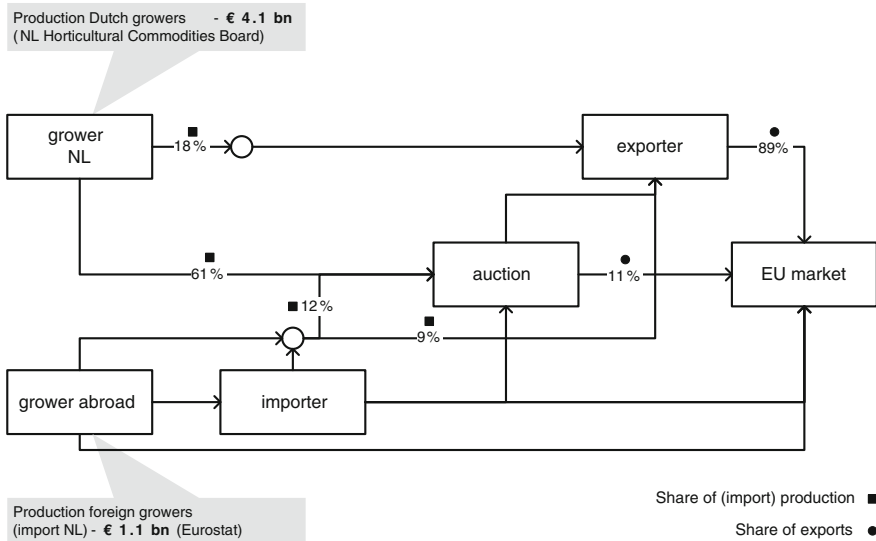 Production Dutch growers - € 4.1 bn
(NL Horticultural Commodities Board)
grower
NL
18%
exporter
89%
61%
auction
11%
EU market
12%
9%
grower abroad
importer
Share of (import) production
Production foreign growers
(import NL) - € 1.1 bn (Eurostat)
Share of exports